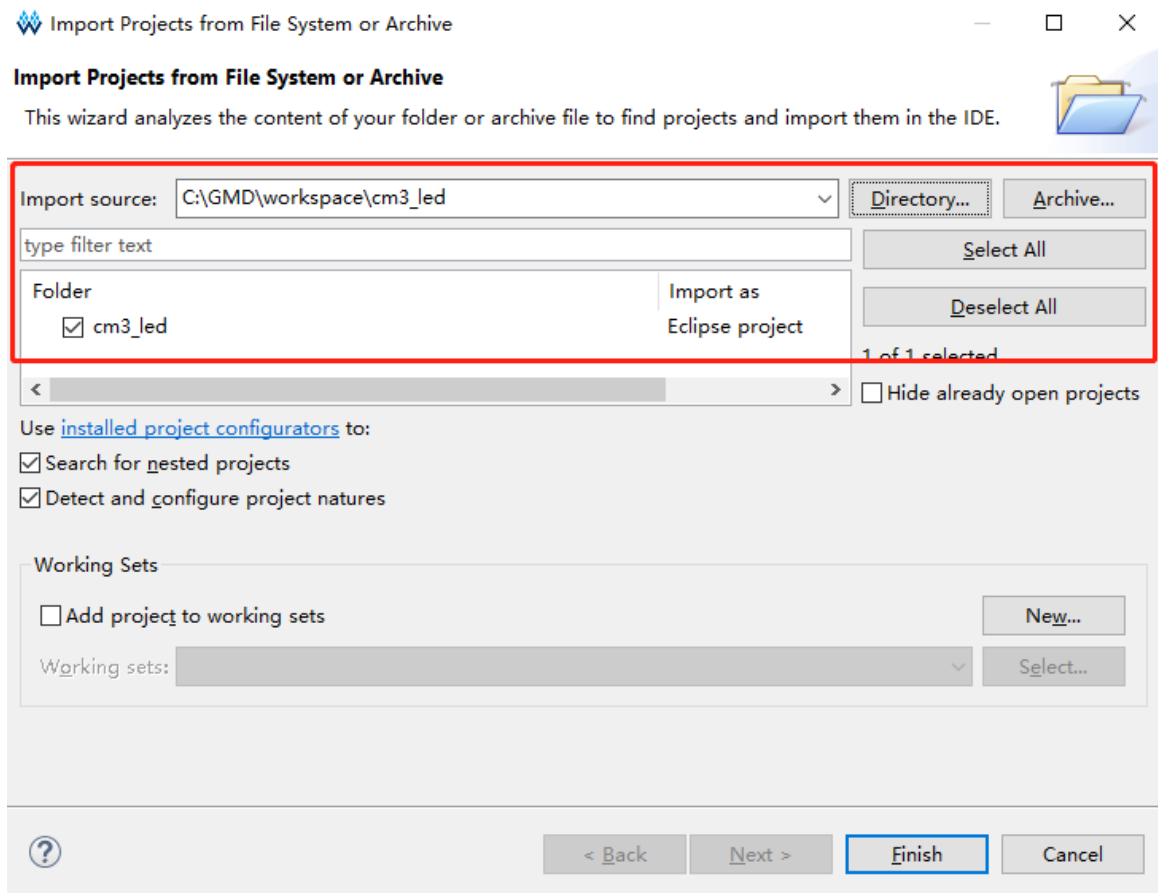 Import Projects from File System or Archive
Import Projects from File System or Archive
This wizard analyzes the content of your folder or archive file to find projects and import them in the IDE.
Import source: C:\GMD\workspace\cm3_led Directory... Archive...
type filter text Select All
Folder Import as Deselect All
cm3_led Eclipse project
1 of 1 selected
Hide already open projects
Use installed project configurators to:
Search for nested projects
Detect and configure project natures
Working Sets
Add project to working sets New...
Working sets: Select...
? < Back Next > Finish Cancel